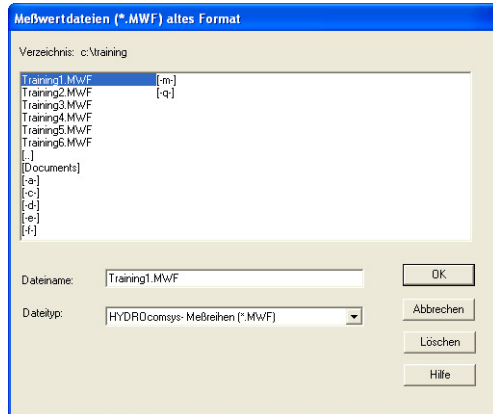 Meßwertdateien (*.MWF) altes Format
Verzeichnis: c:\training
Training1.MWF [-m-]
Training2.MWF [-q-]
Training3.MWF
Training4.MWF
Training5.MWF
Training6.MWF
[..]
[Documents]
[-a-]
[-c-]
[-d-]
[-e-]
[-f-]
Dateiname: Training1.MWF OK
Dateityp: HYDROcomsys- Meßreihen (*.MWF) Abbrechen
Löschen
Hilfe